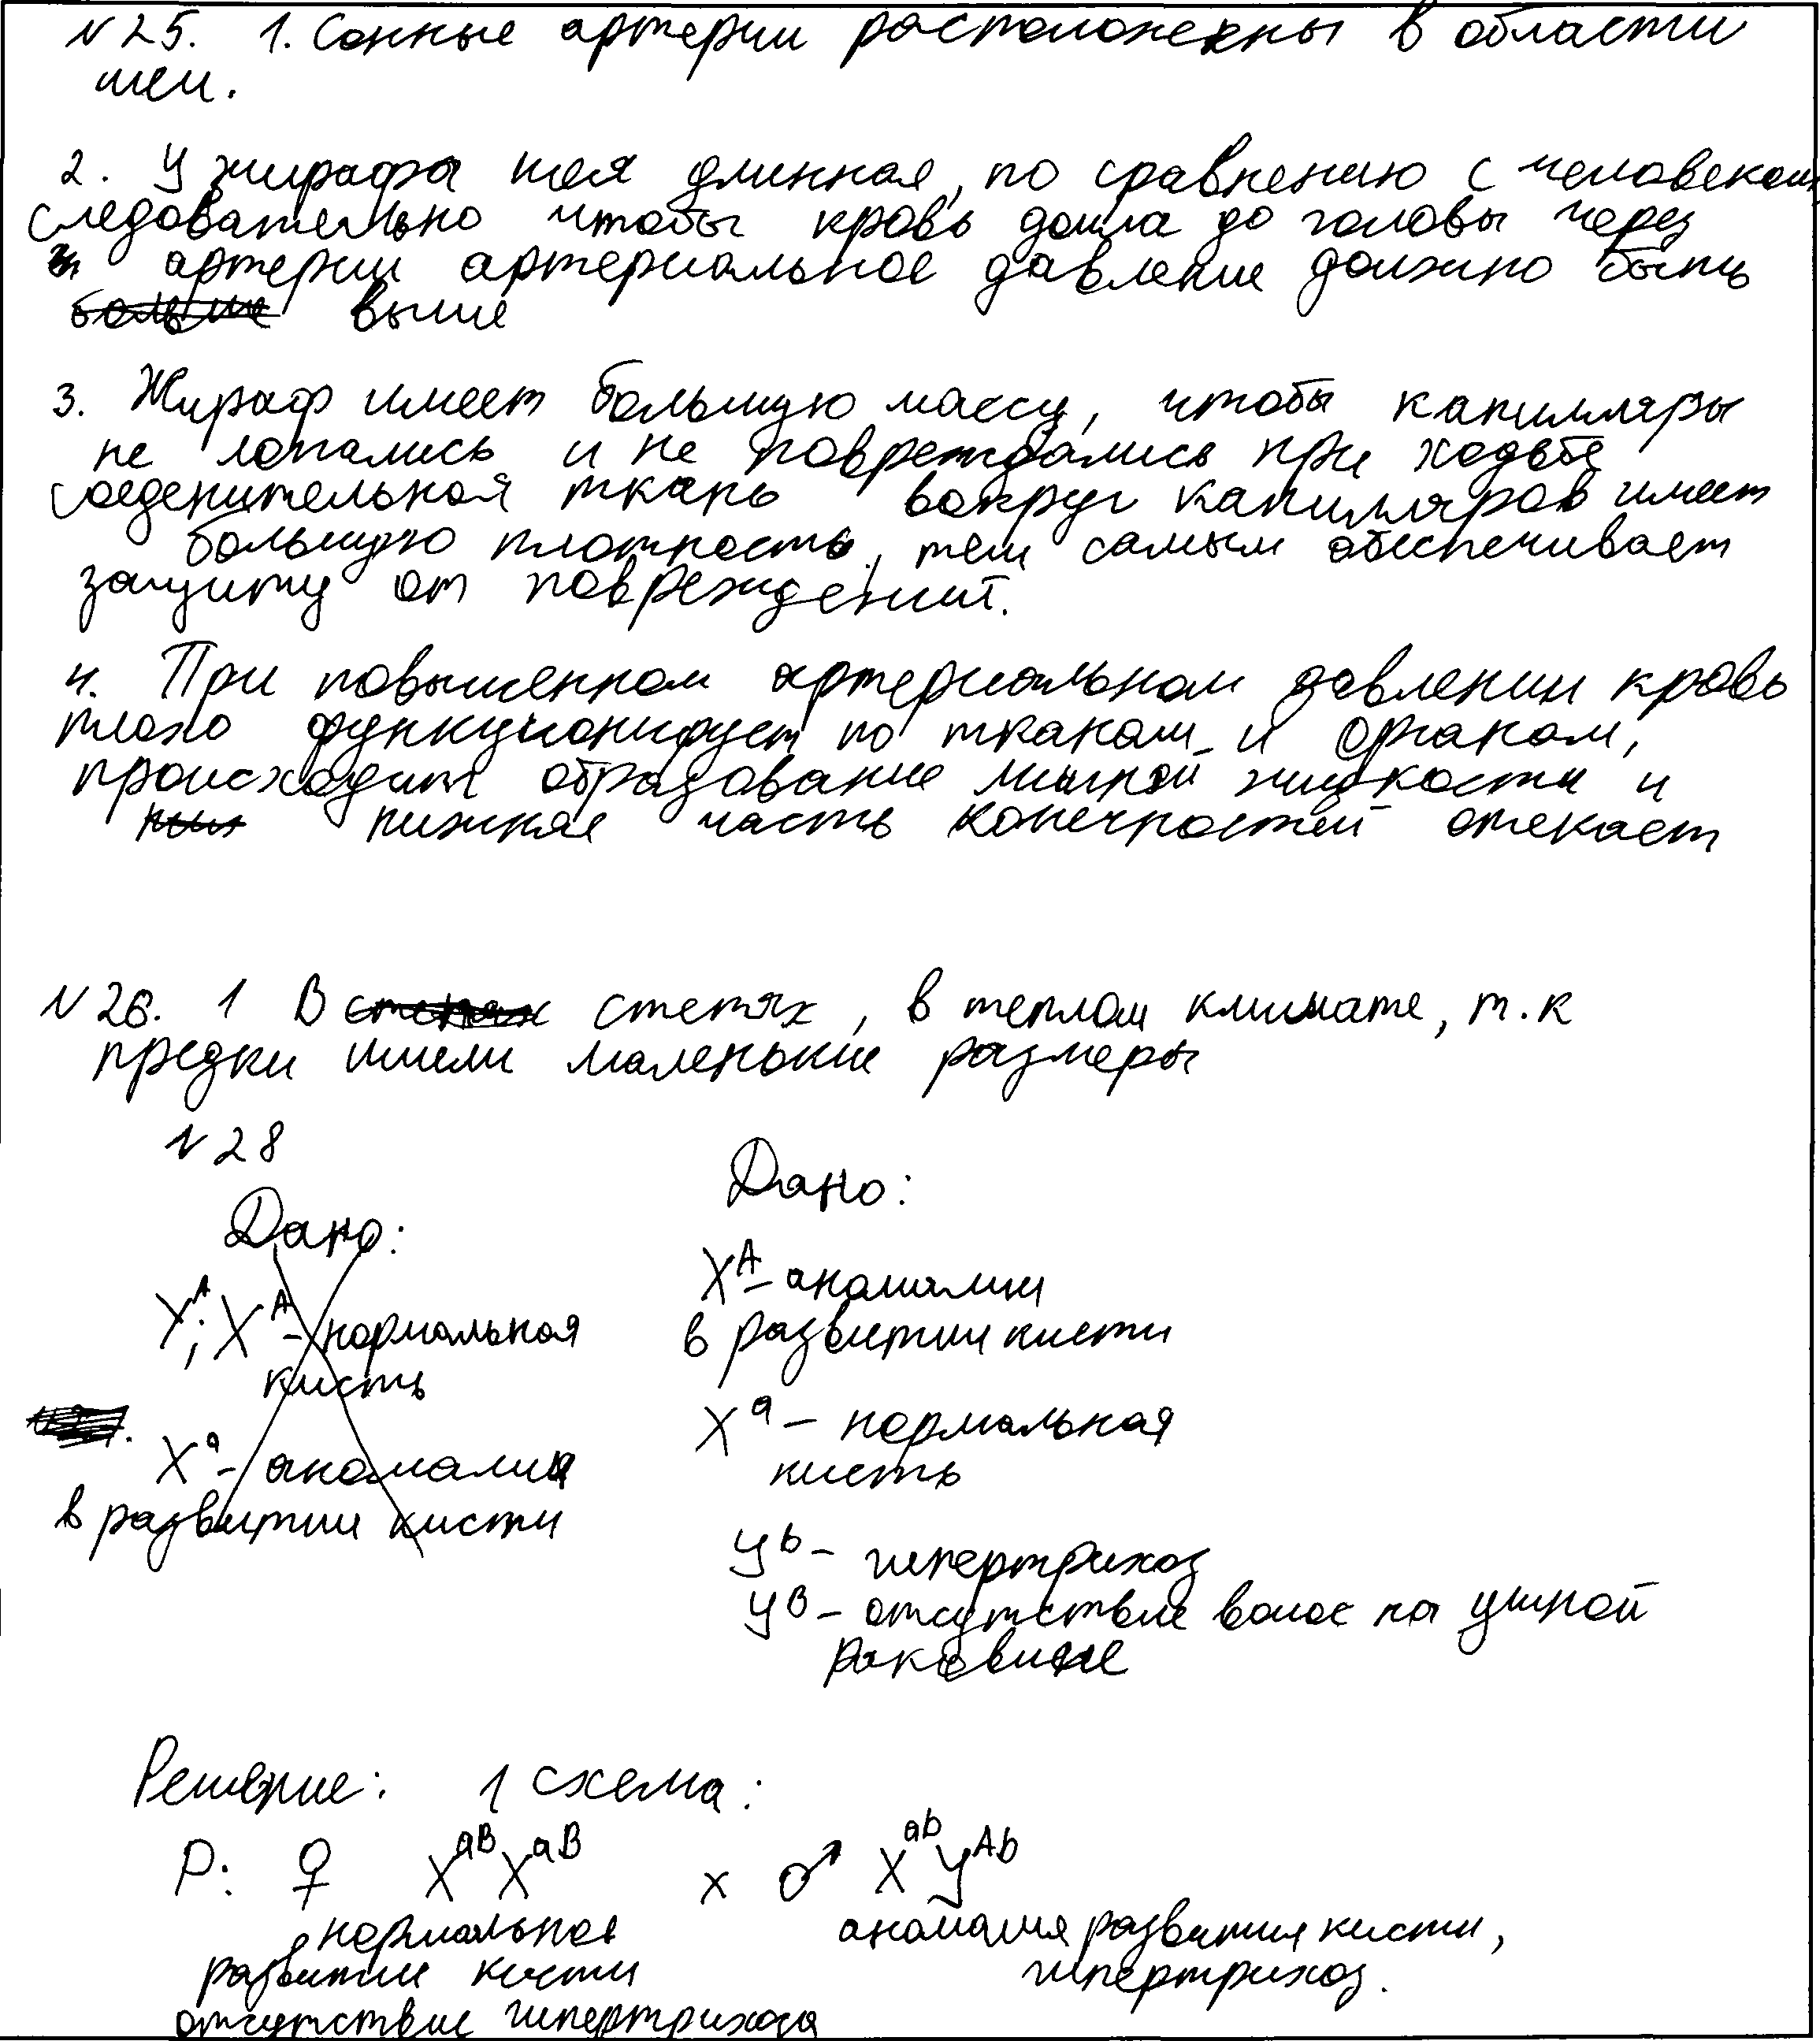 №25. 1. Сонные артерии расположенны в области
шеи.
2. У жирафа шея длинная, по сравнению с человеком,
следовательно чтобы кровь дошла до головы через
артерии артериальное давление должно быть
больше выше
3. Жираф имеет большую массу, чтобы капилляры
не лопались и не повреждались при ходьбе
соеденительная ткань вокруг капилляров имеет
большую плотность, тем самым обеспечивает
защиту от повреждений.
4. При повышенном артериальном давлении кровь
плохо функционирует по тканям и органам,
происходит образование лишней жидкости и
нижняя часть конечностей отекает
№26. 1 В степях степях, в теплом климате, т.к
предки имели маленькие размеры
№28
Дано:
X^A; X^A - нормальная
кисть
X^a - аномалия
в развитии кисти
Дано:
X^A - аномалии
в развитии кисти
X^a - нормальная
кисть
У^b - гипертрихоз
У^B - отсутствие волос на ушной
раковине
Решение: 1 схема:
P: ♀ X^aB X^aB x ♂ X^ab У^Ab
нормальное аномалия развития кисти,
развитии кисти гипертрихоз.
отсутствие гипертрихоза